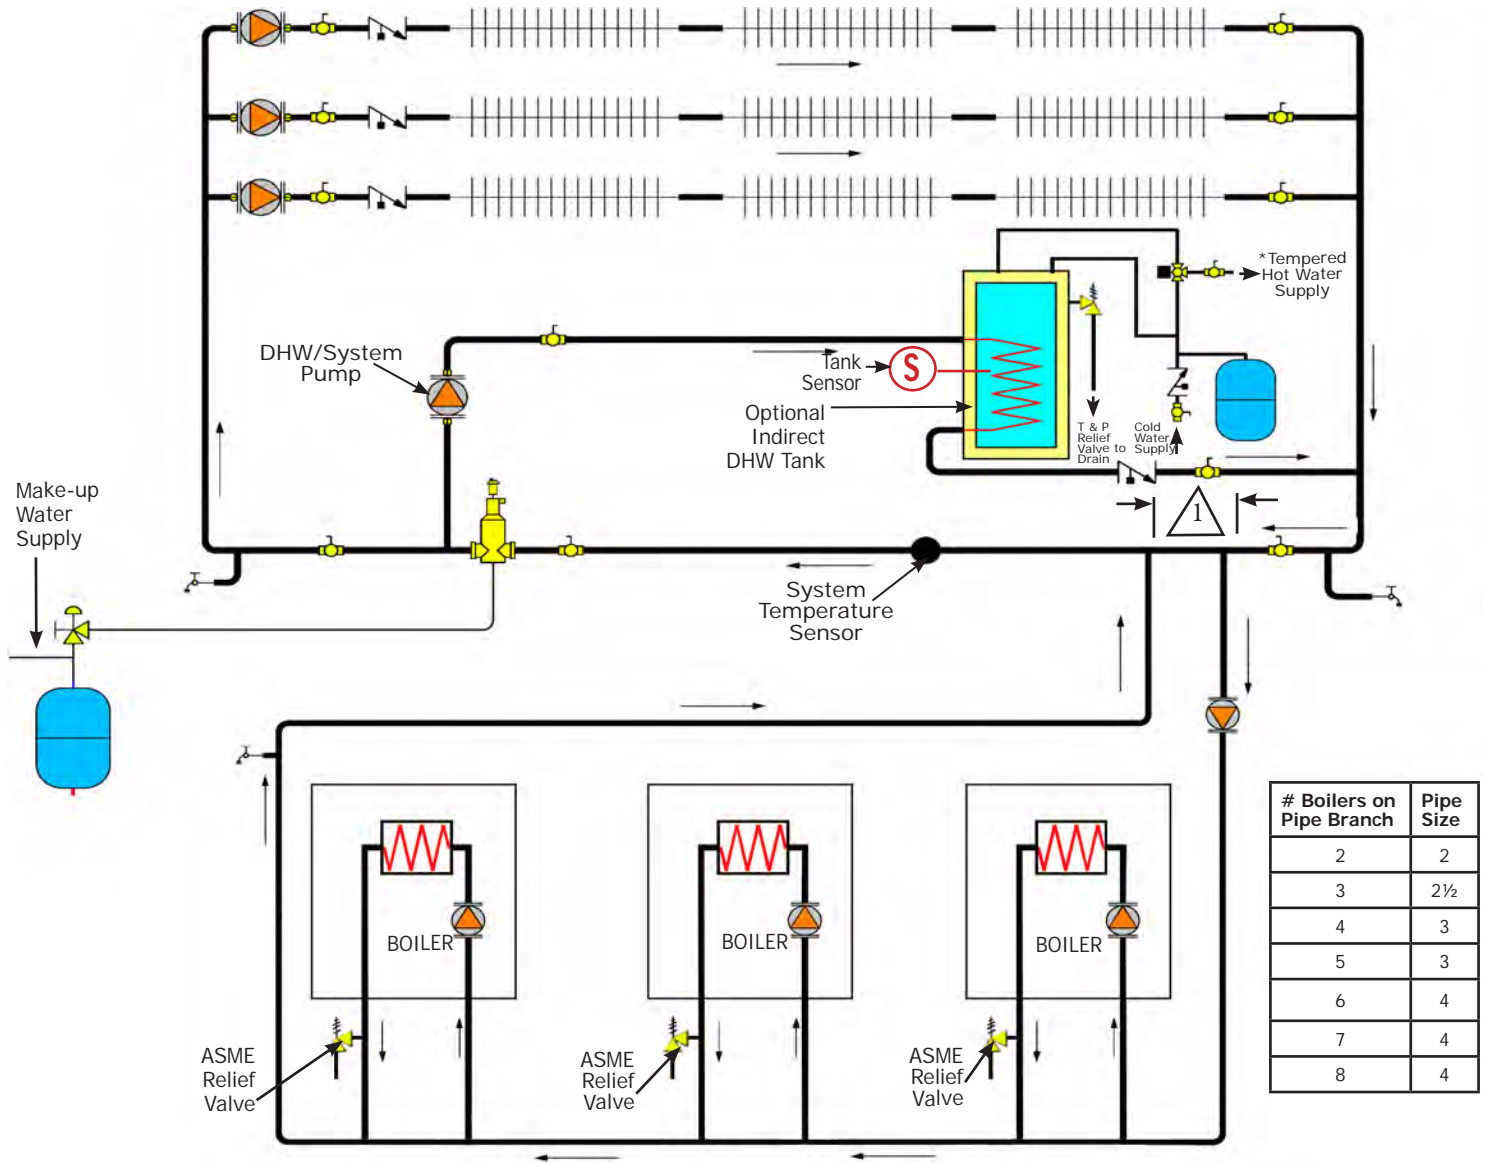 *Tempered
Hot Water
Supply
DHW/System
Pump
Tank
Sensor
S
Optional
Indirect
DHW Tank
T & P
Relief
Valve to
Drain
Cold
Water
Supply
1
Make-up
Water
Supply
System
Temperature
Sensor
# Boilers on
Pipe Branch
Pipe
Size
2 2
3 2½
4 3
5 3
6 4
7 4
8 4
BOILER
BOILER
BOILER
ASME
Relief
Valve
ASME
Relief
Valve
ASME
Relief
Valve